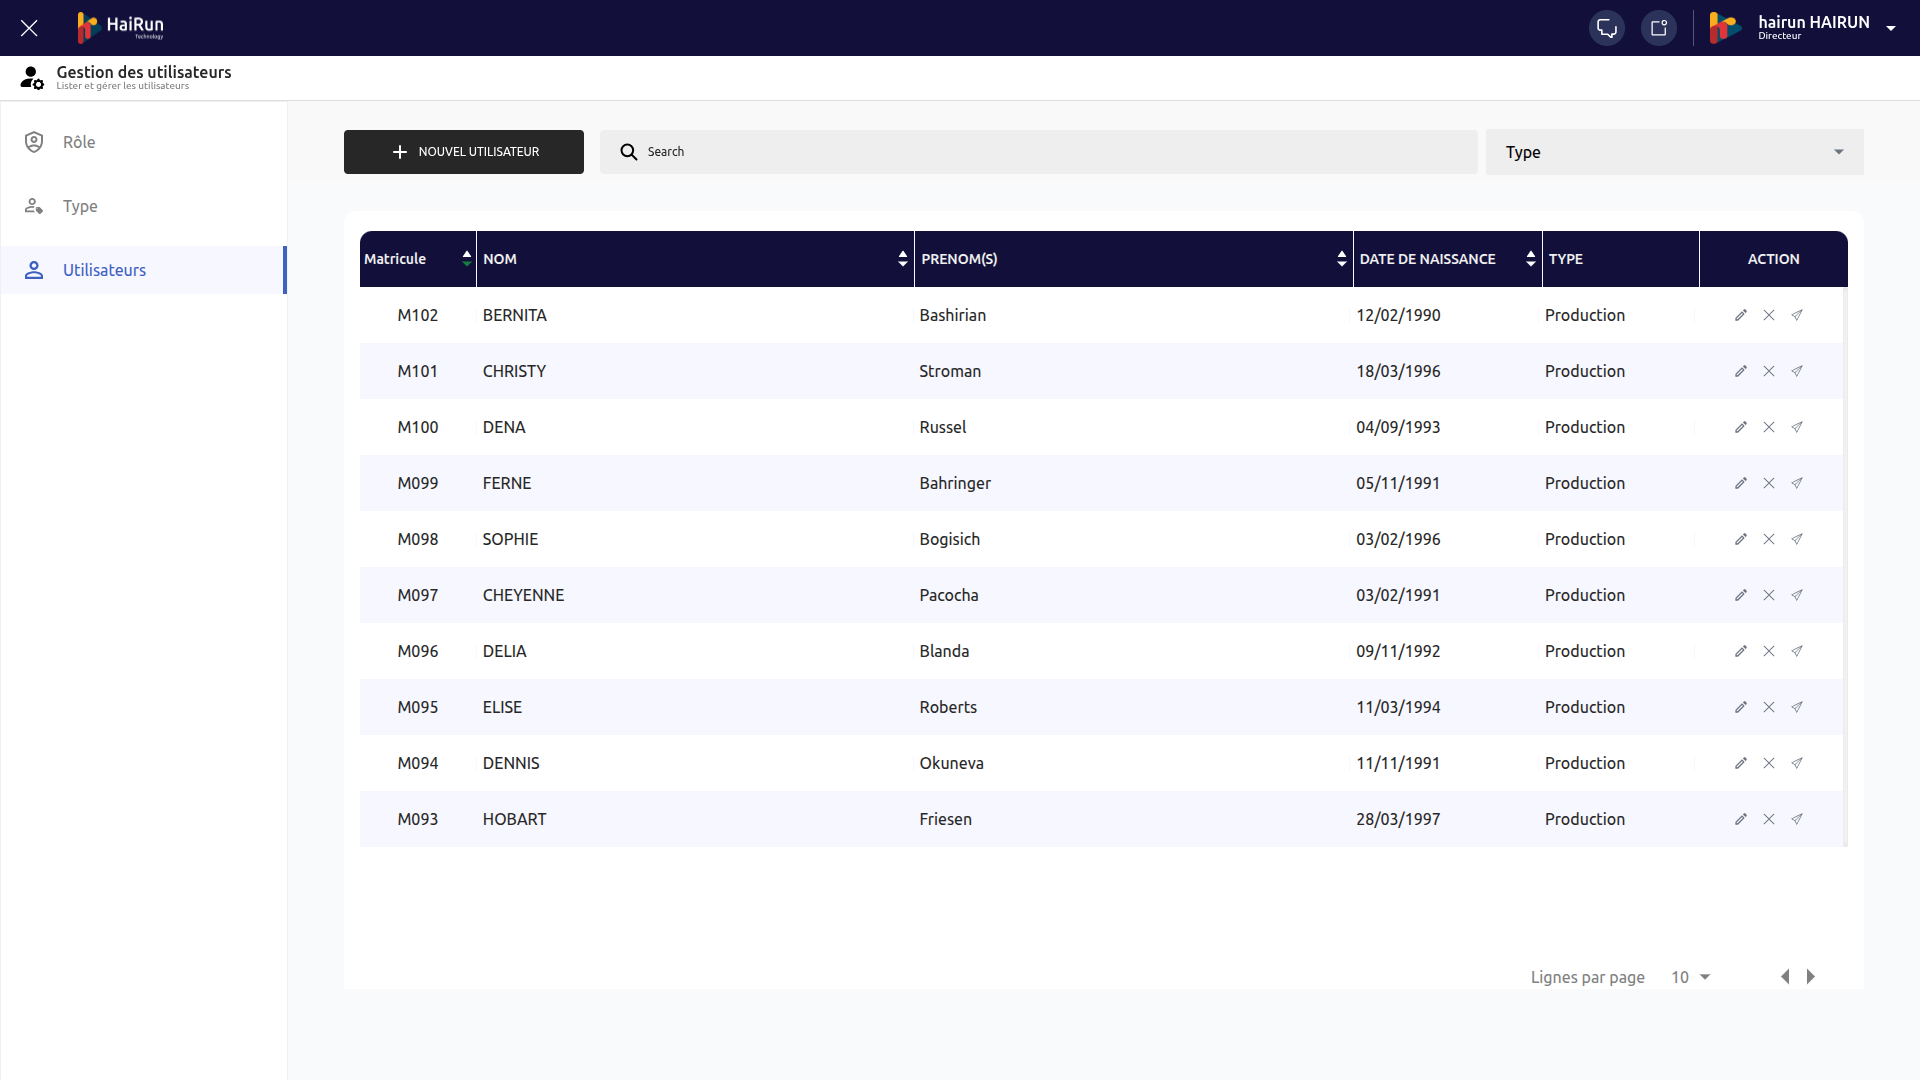 HaiRun
Technology
hairun HAIRUN
Directeur
Gestion des utilisateurs
Lister et gérer les utilisateurs
Rôle
Type
Utilisateurs
NOUVEL UTILISATEUR
Search
Type
Matricule NOM PRENOM(S) DATE DE NAISSANCE TYPE ACTION
M102 BERNITA Bashirian 12/02/1990 Production
M101 CHRISTY Stroman 18/03/1996 Production
M100 DENA Russel 04/09/1993 Production
M099 FERNE Bahringer 05/11/1991 Production
M098 SOPHIE Bogisich 03/02/1996 Production
M097 CHEYENNE Pacocha 03/02/1991 Production
M096 DELIA Blanda 09/11/1992 Production
M095 ELISE Roberts 11/03/1994 Production
M094 DENNIS Okuneva 11/11/1991 Production
M093 HOBART Friesen 28/03/1997 Production
Lignes par page 10